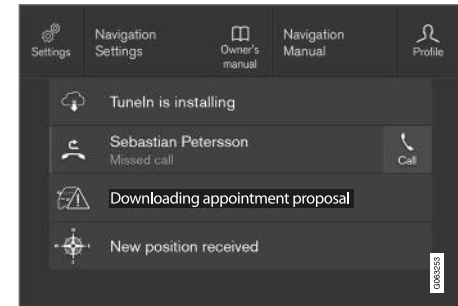 Settings
Navigation
Settings
Owner's
manual
Navigation
Manual
Profile
TuneIn is installing
Sebastian Petersson
Missed call
Call
Downloading appointment proposal
New position received
G063253